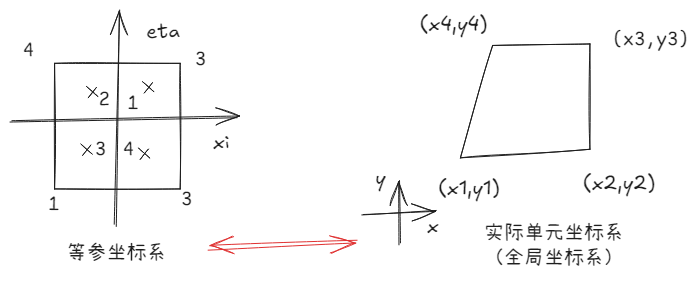 eta
4
3
2
1
xi
3
4
1
3
等参坐标系
(x4,y4)
(x3,y3)
(x1,y1)
(x2,y2)
y
x
实际单元坐标系
(全局坐标系)